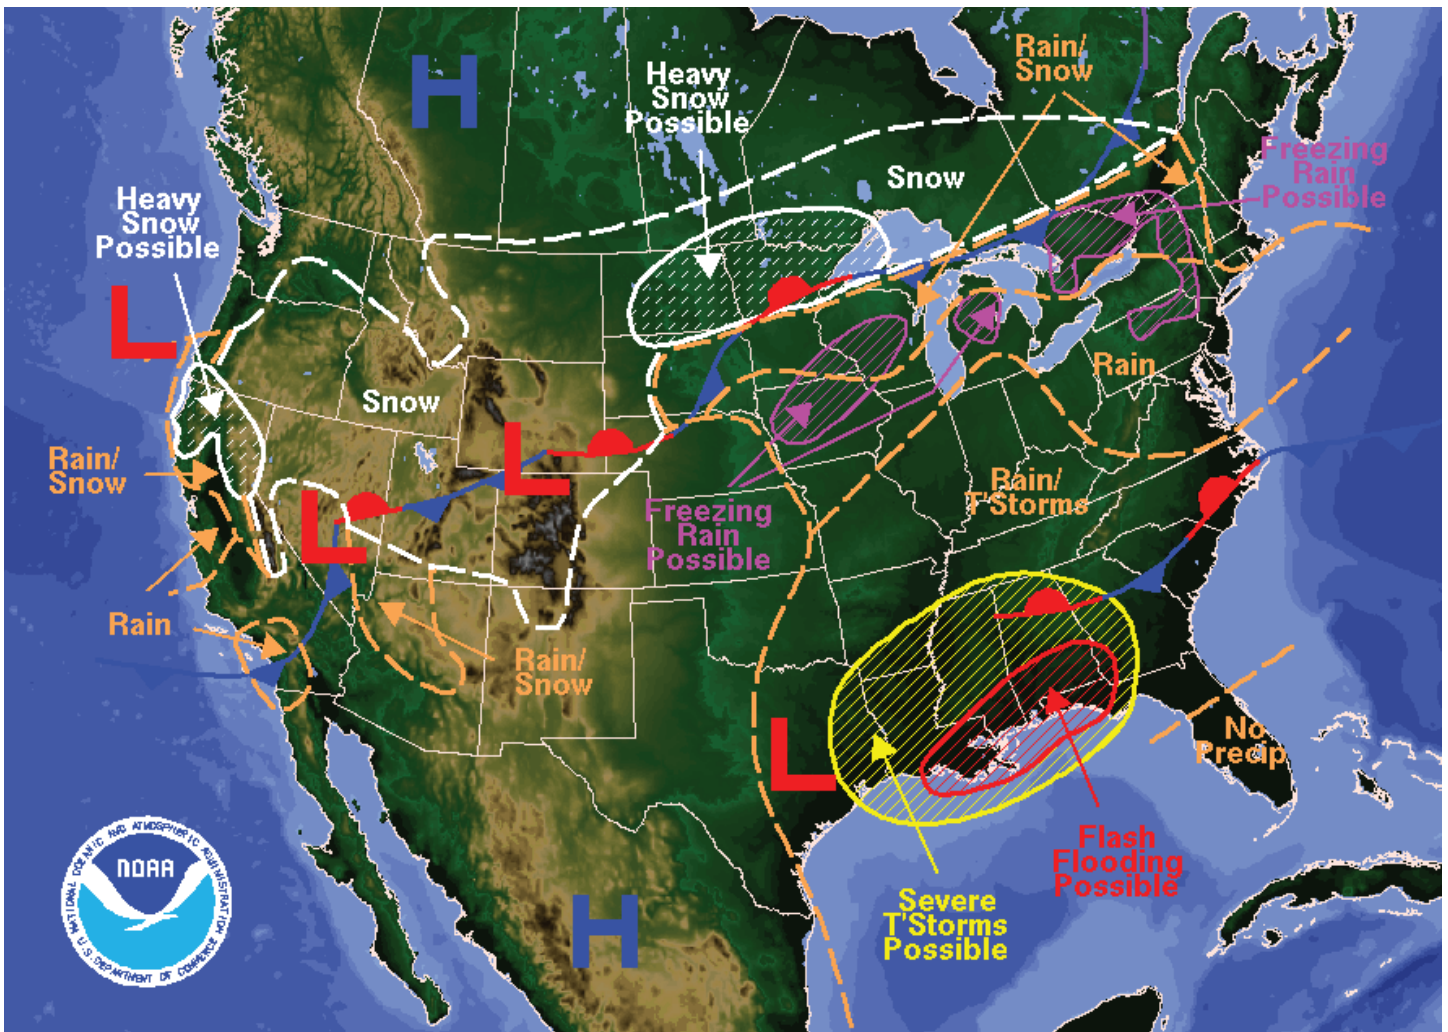 Rain/
Snow
H
Heavy
Snow
Possible
Freezing
Rain
Possible
Snow
Heavy
Snow
Possible
L
Rain
Snow
L
Rain/
Snow
Rain/
T'Storms
L
Freezing
Rain
Possible
Rain
Rain/
Snow
L
No
Precip.
Flash
Flooding
Possible
Severe
T'Storms
Possible
H
NATIONAL OCEANIC AND ATMOSPHERIC ADMINISTRATION
NOAA
U.S. DEPARTMENT OF COMMERCE